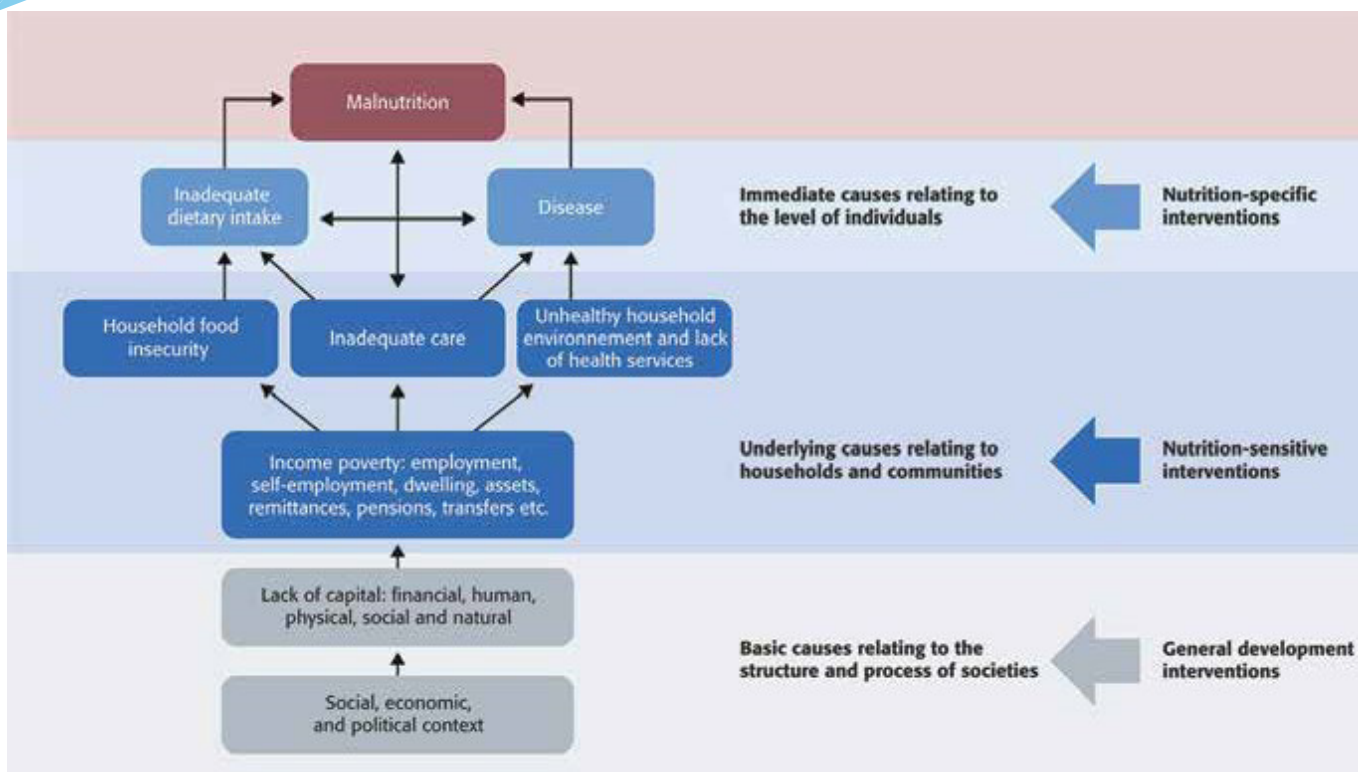 Malnutrition
Inadequate
dietary intake
Disease
Immediate causes relating to
the level of individuals
Nutrition-specific
interventions
Household food
insecurity
Inadequate care
Unhealthy household
environnement and lack
of health services
Income poverty: employment,
self-employment, dwelling, assets,
remittances, pensions, transfers etc.
Underlying causes relating to
households and communities
Nutrition-sensitive
interventions
Lack of capital: financial, human,
physical, social and natural
Social, economic,
and political context
Basic causes relating to the
structure and process of societies
General development
interventions